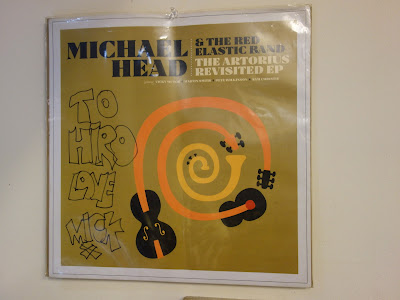 MICHAEL HEAD
& THE RED ELASTIC BAND
THE ARTORIUS REVISITED EP
TO
HIRO
LOVE
MICK